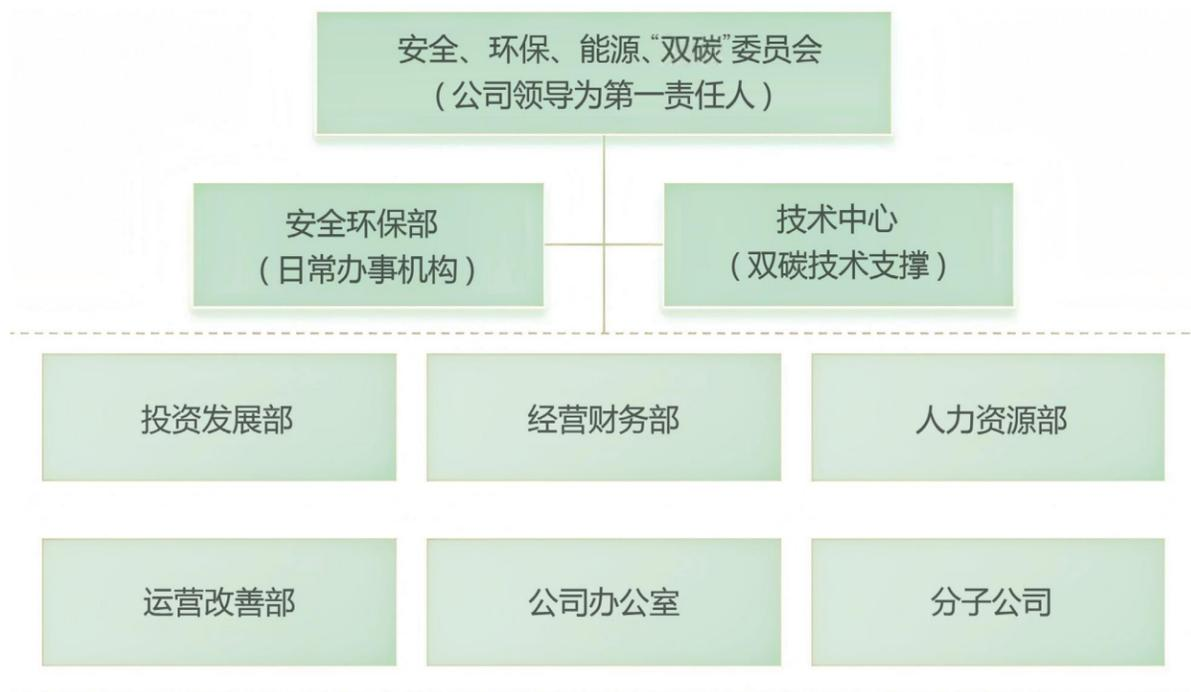 安全、环保、能源、“双碳”委员会
（公司领导为第一责任人）
安全环保部
（日常办事机构）
技术中心
（双碳技术支撑）
投资发展部
经营财务部
人力资源部
运营改善部
公司办公室
分子公司